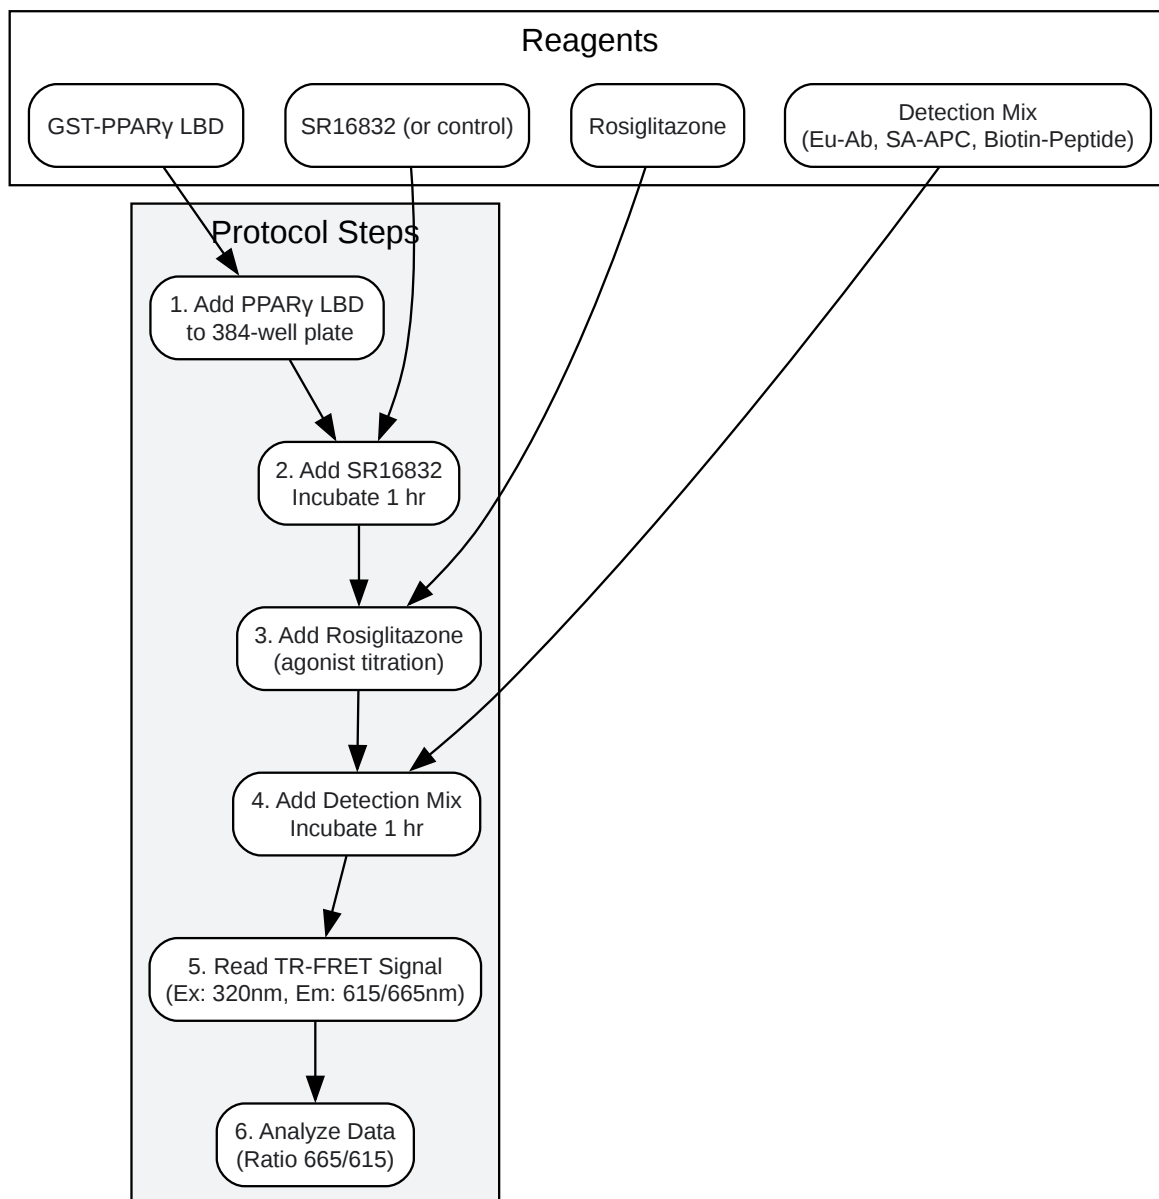 Reagents
GST-PPARγ LBD
SR16832 (or control)
Rosiglitazone
Detection Mix
(Eu-Ab, SA-APC, Biotin-Peptide)
Protocol Steps
1. Add PPARγ LBD
to 384-well plate
2. Add SR16832
Incubate 1 hr
3. Add Rosiglitazone
(agonist titration)
4. Add Detection Mix
Incubate 1 hr
5. Read TR-FRET Signal
(Ex: 320nm, Em: 615/665nm)
6. Analyze Data
(Ratio 665/615)